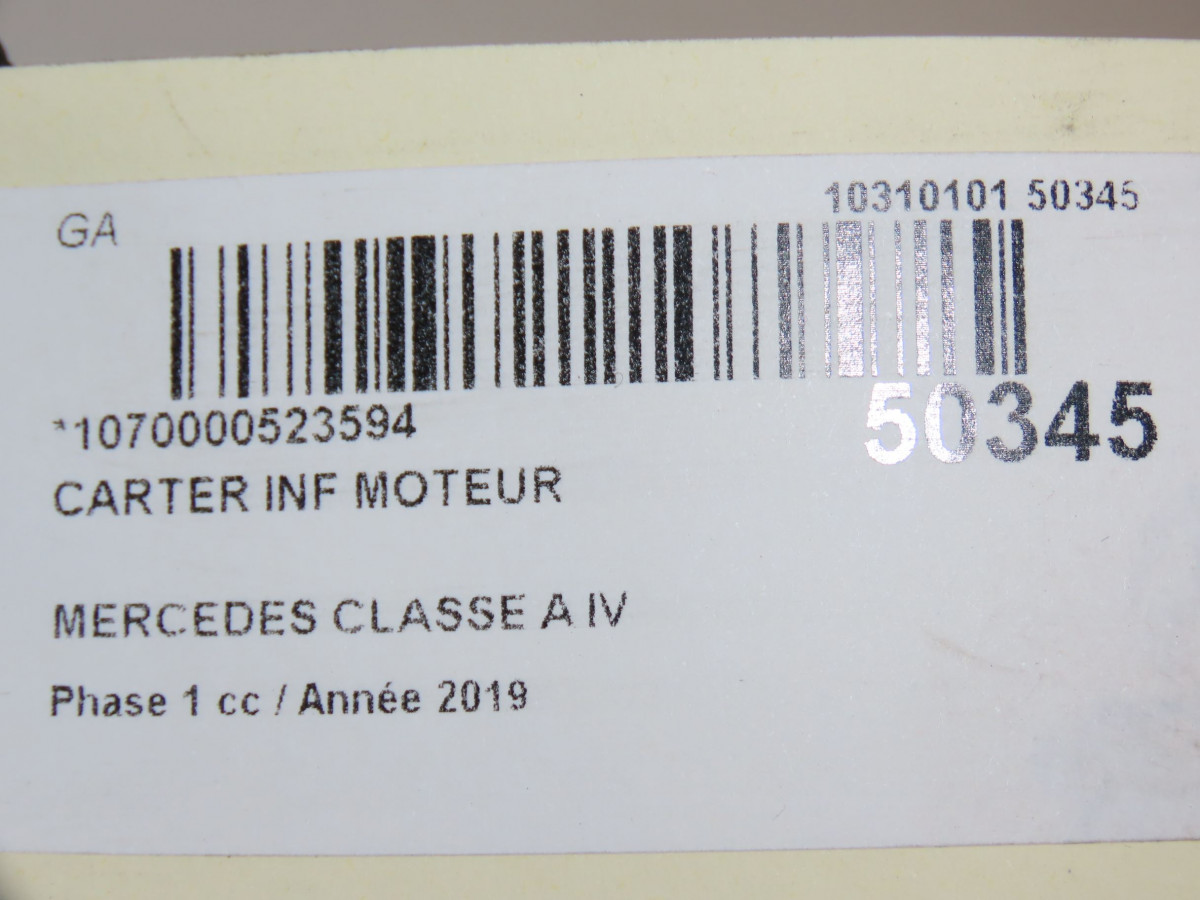 GA
10310101 50345
*1070000523594
50345
CARTER INF MOTEUR
MERCEDES CLASSE A IV
Phase 1 cc / Année 2019